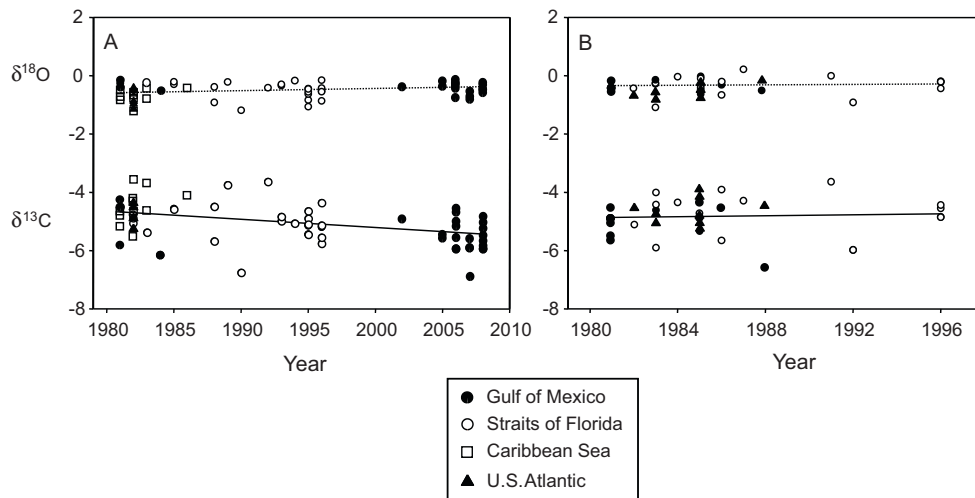 2
0
-2
-4
-6
-8
δ18O
δ13C
A
1980 1985 1990 1995 2000 2005 2010
Year
2
0
-2
-4
-6
-8
B
1980 1984 1988 1992 1996
Year
Gulf of Mexico
Straits of Florida
Caribbean Sea
U.S.Atlantic